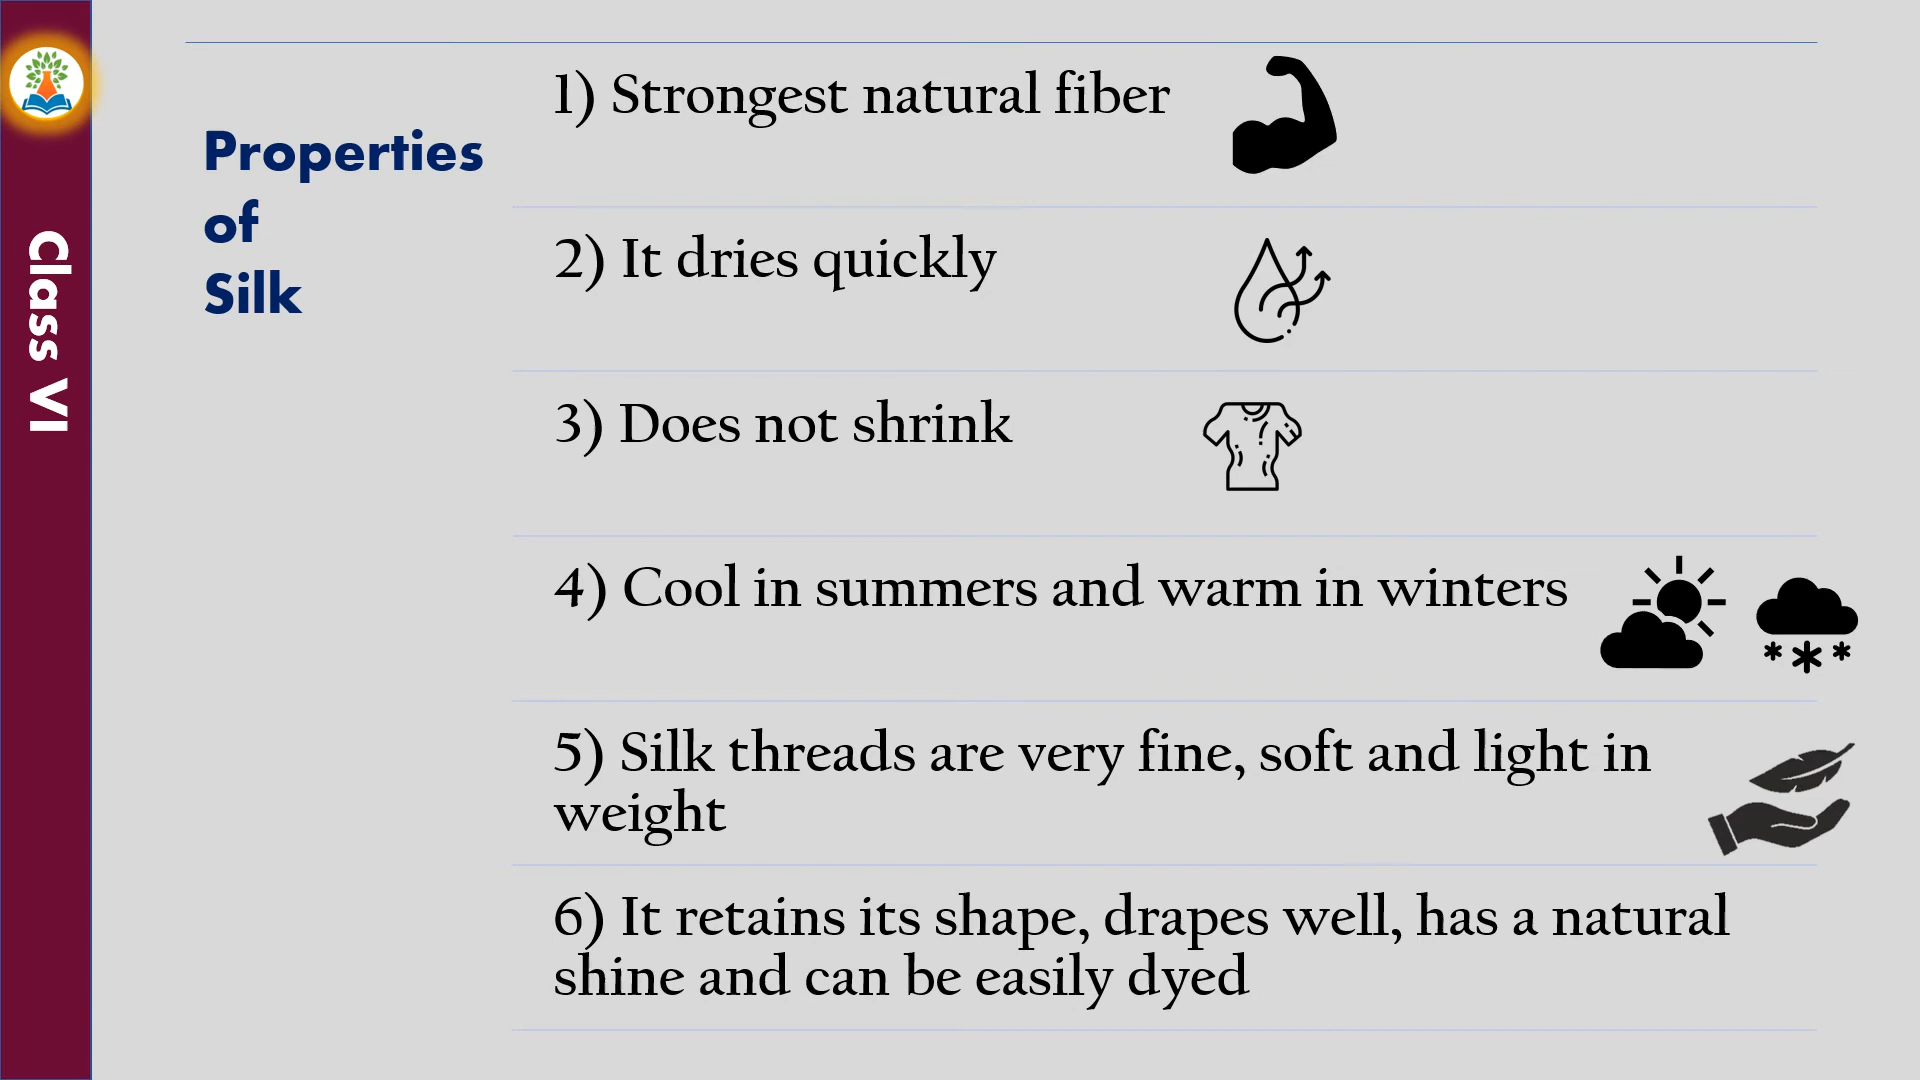 Class VI
Properties
of
Silk
1) Strongest natural fiber
2) It dries quickly
3) Does not shrink
4) Cool in summers and warm in winters
5) Silk threads are very fine, soft and light in
weight
6) It retains its shape, drapes well, has a natural
shine and can be easily dyed